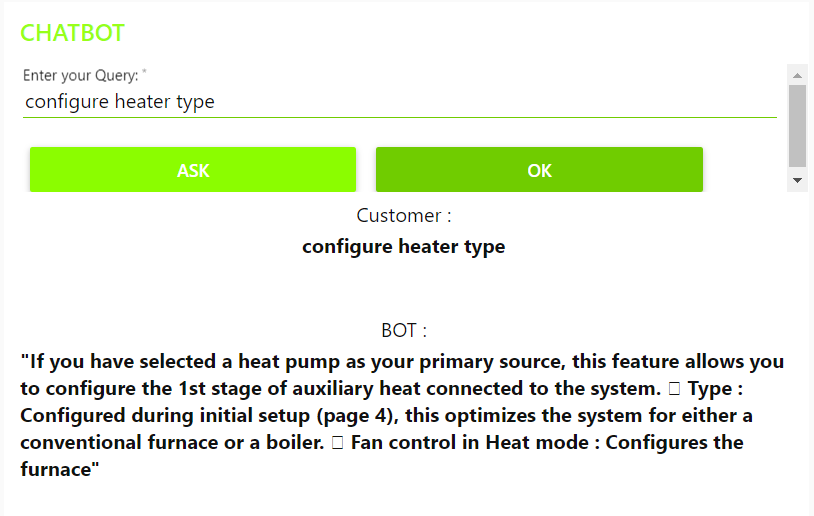 CHATBOT
Enter your Query: *
configure heater type
ASK
OK
Customer :
configure heater type
BOT :
"If you have selected a heat pump as your primary source, this feature allows you
to configure the 1st stage of auxiliary heat connected to the system. □ Type :
Configured during initial setup (page 4), this optimizes the system for either a
conventional furnace or a boiler. □ Fan control in Heat mode : Configures the
furnace"